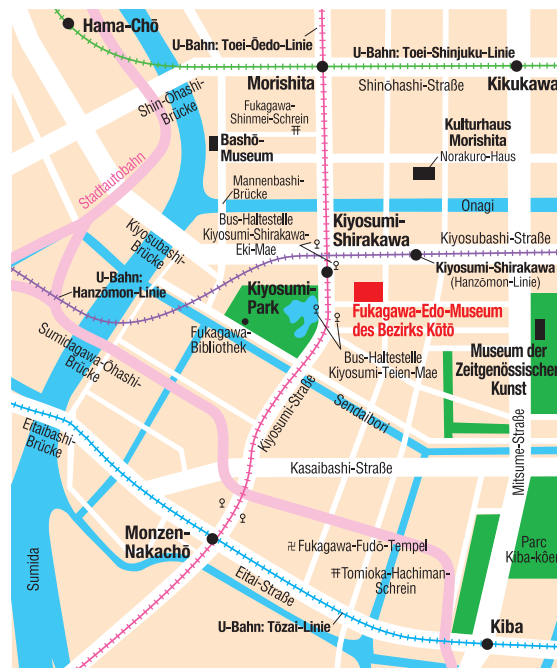 Hama-Chō
U-Bahn: Toei-Ōedo-Linie
U-Bahn: Toei-Shinjuku-Linie
Morishita
Shinōhashi-Straße
Kikukawa
Shin-Ōhashi-
Brücke
Fukagawa-
Shinmei-Schrein
Bashō-
Museum
Kulturhaus
Morishita
Norakuro-Haus
Stadtautobahn
Mannenbashi-
Brücke
Onagi
Bus-Haltestelle
Kiyosumi-Shirakawa-
Eki-Mae
Kiyosumi-
Shirakawa
Kiyosubashi-Straße
Kiyosubashi-
Brücke
Kiyosumi-Shirakawa
(Hanzōmon-Linie)
U-Bahn:
Hanzōmon-Linie
Kiyosumi-
Park
Fukagawa-Edo-Museum
des Bezirks Kōtō
Fukagawa-
Bibliothek
Bus-Haltestelle
Kiyosumi-Teien-Mae
Museum der
Zeitgenössischen
Kunst
Sumidagawa-Ōhashi-
Brücke
Kiyosumi-Straße
Sendaibori
Mitsume-Straße
Eitaibashi-
Brücke
Kasaibashi-Straße
Monzen-
Nakachō
卍 Fukagawa-Fudō-Tempel
Parc
Kiba-kôen
Sumida
Eitai-Straße
Tomioka-Hachiman-
Schrein
U-Bahn: Tōzai-Linie
Kiba